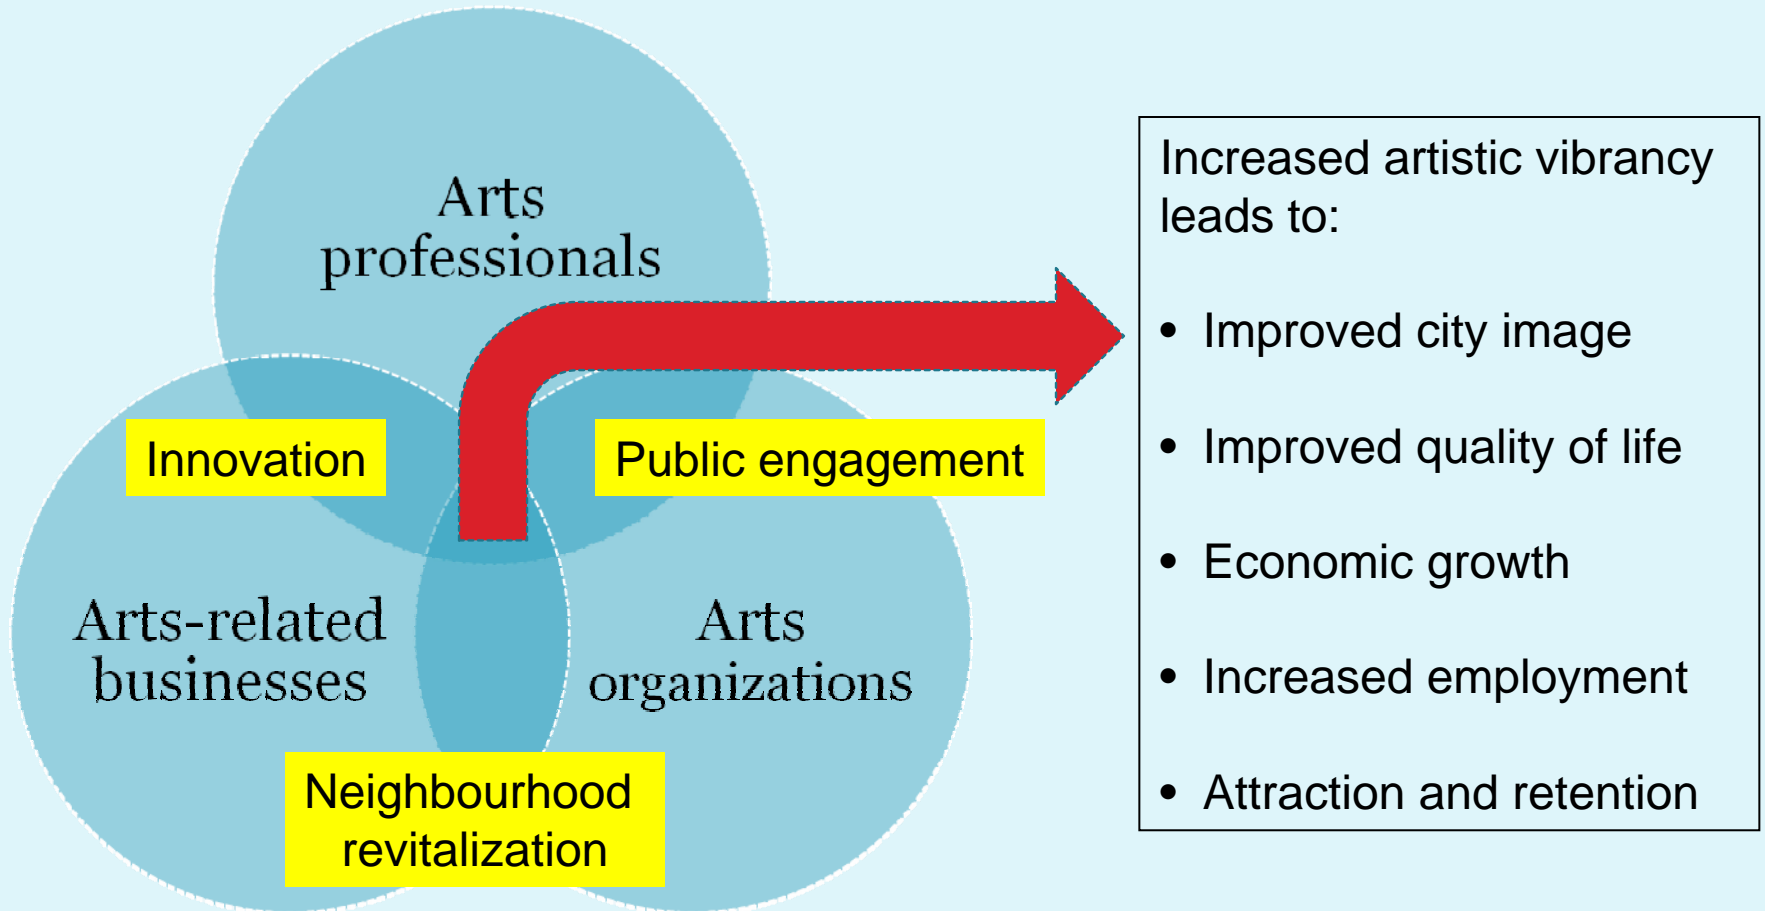 Arts
professionals
Innovation
Public engagement
Arts-related
businesses
Arts
organizations
Neighbourhood
revitalization
Increased artistic vibrancy
leads to:
• Improved city image
• Improved quality of life
• Economic growth
• Increased employment
• Attraction and retention